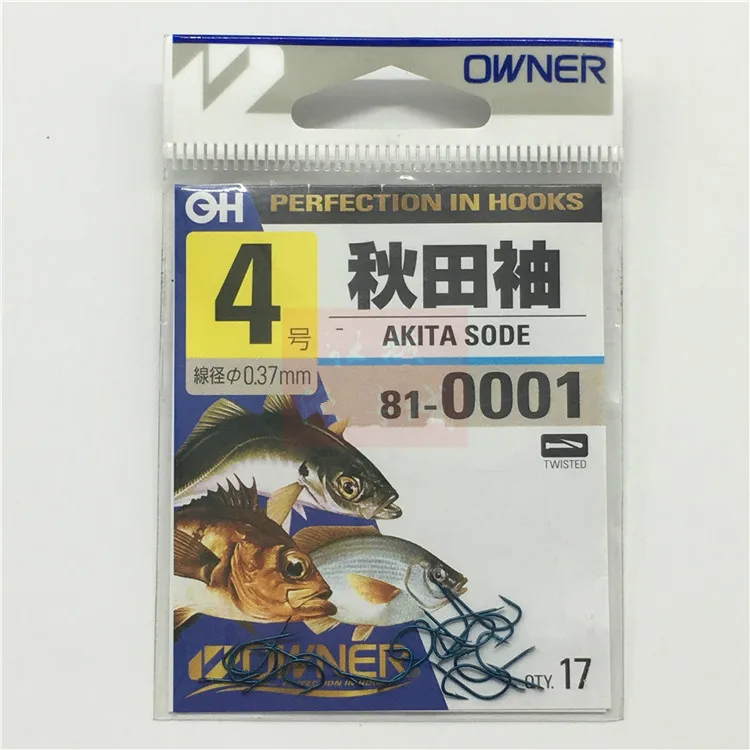 OWNER
OH PERFECTION IN HOOKS
4号
秋田袖
AKITA SODE
線径Φ0.37mm
81-0001
TWISTED
OWNER
QTY. 17